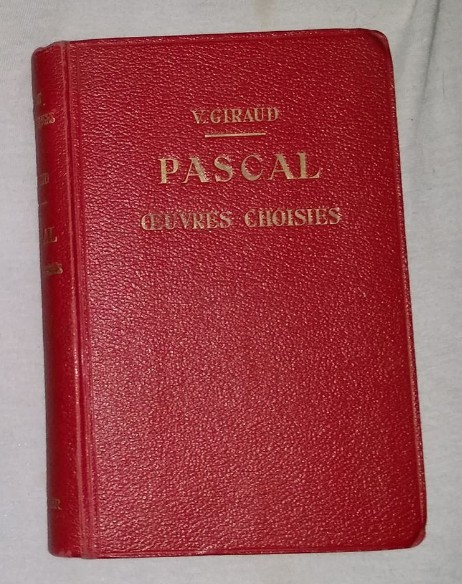 V. GIRAUD
PASCAL
ŒUVRES CHOISIES